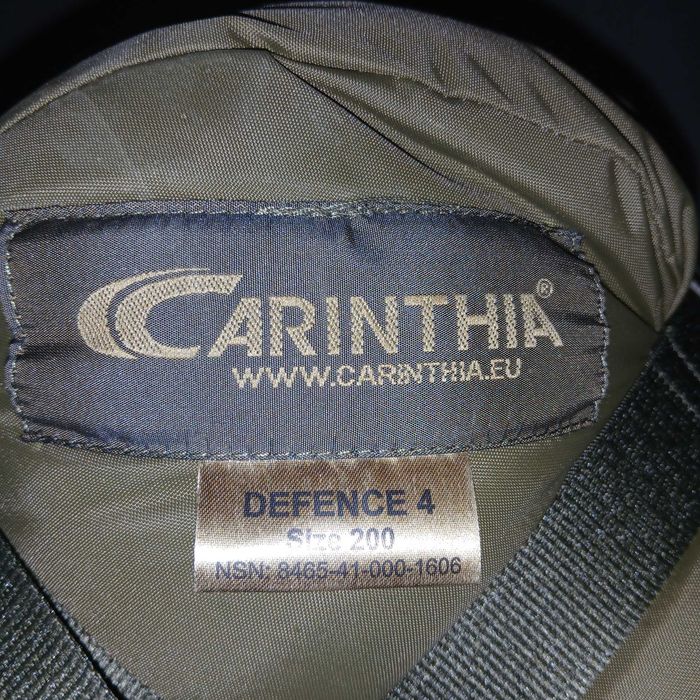 CARINTHIA®
WWW.CARINTHIA.EU
DEFENCE 4
Size 200
NSN: 8465-41-000-1606